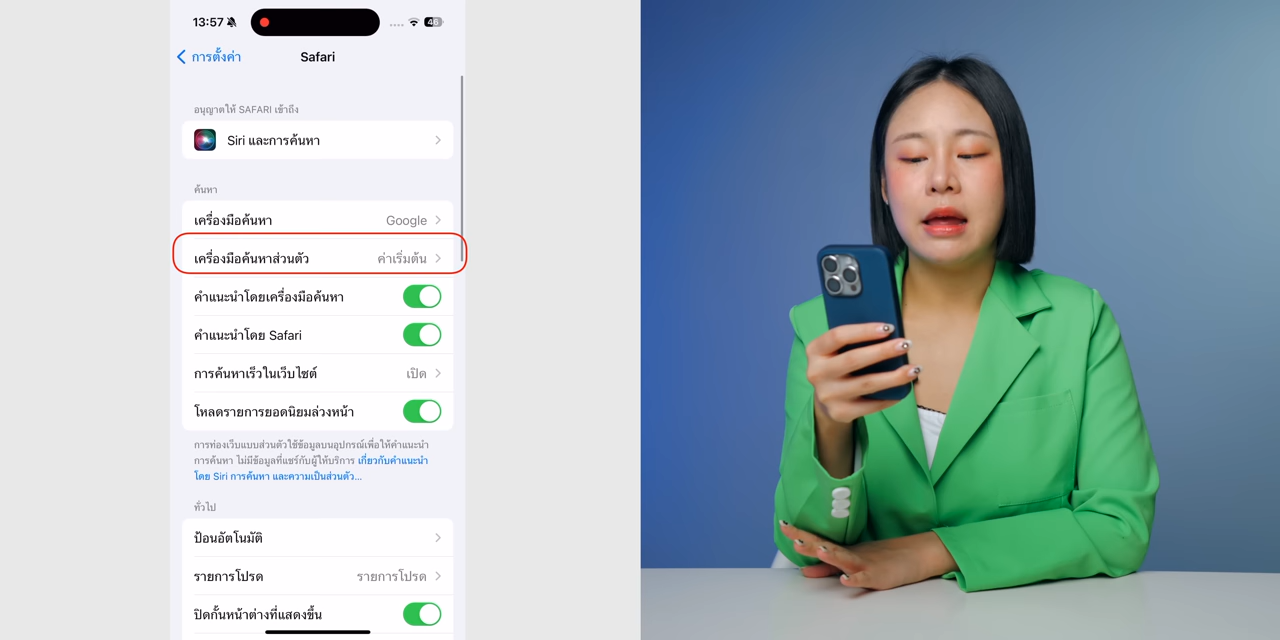 13:57
46
การตั้งค่า
Safari
อนุญาตให้ SAFARI เข้าถึง
Siri และการค้นหา
ค้นหา
เครื่องมือค้นหา Google
เครื่องมือค้นหาส่วนตัว ค่าเริ่มต้น
คำแนะนำโดยเครื่องมือค้นหา
คำแนะนำโดย Safari
การค้นหาเร็วในเว็บไซต์ เปิด
โหลดรายการยอดนิยมล่วงหน้า
การท่องเว็บแบบส่วนตัวใช้ข้อมูลบนอุปกรณ์เพื่อให้คำแนะนำ
การค้นหา ไม่มีข้อมูลที่แชร์กับผู้ให้บริการ เกี่ยวกับคำแนะนำ
โดย Siri การค้นหา และความเป็นส่วนตัว...
ทั่วไป
ป้อนอัตโนมัติ
รายการโปรด รายการโปรด
ปิดกั้นหน้าต่างที่แสดงขึ้น